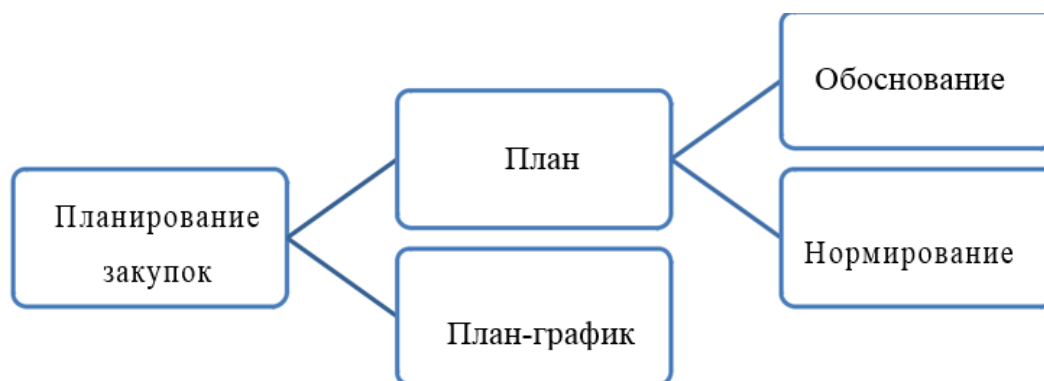 Планирование
закупок
План
План-график
Обоснование
Нормирование